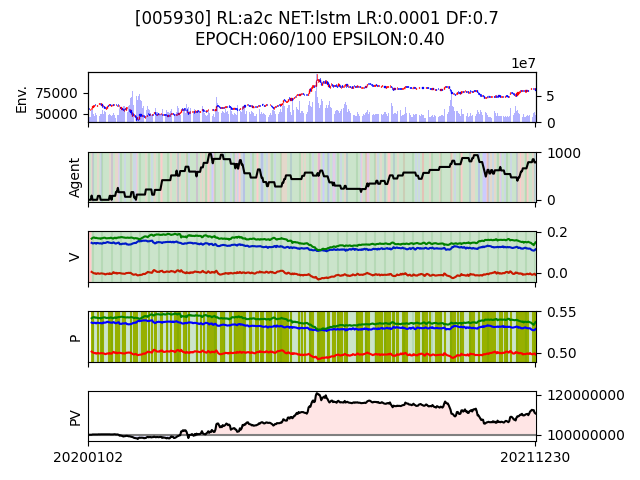 [005930] RL:a2c NET:lstm LR:0.0001 DF:0.7
EPOCH:060/100 EPSILON:0.40
1e7
Env.
75000
50000
5
0
Agent
1000
0
V
0.2
0.0
P
0.55
0.50
PV
120000000
100000000
20200102
20211230